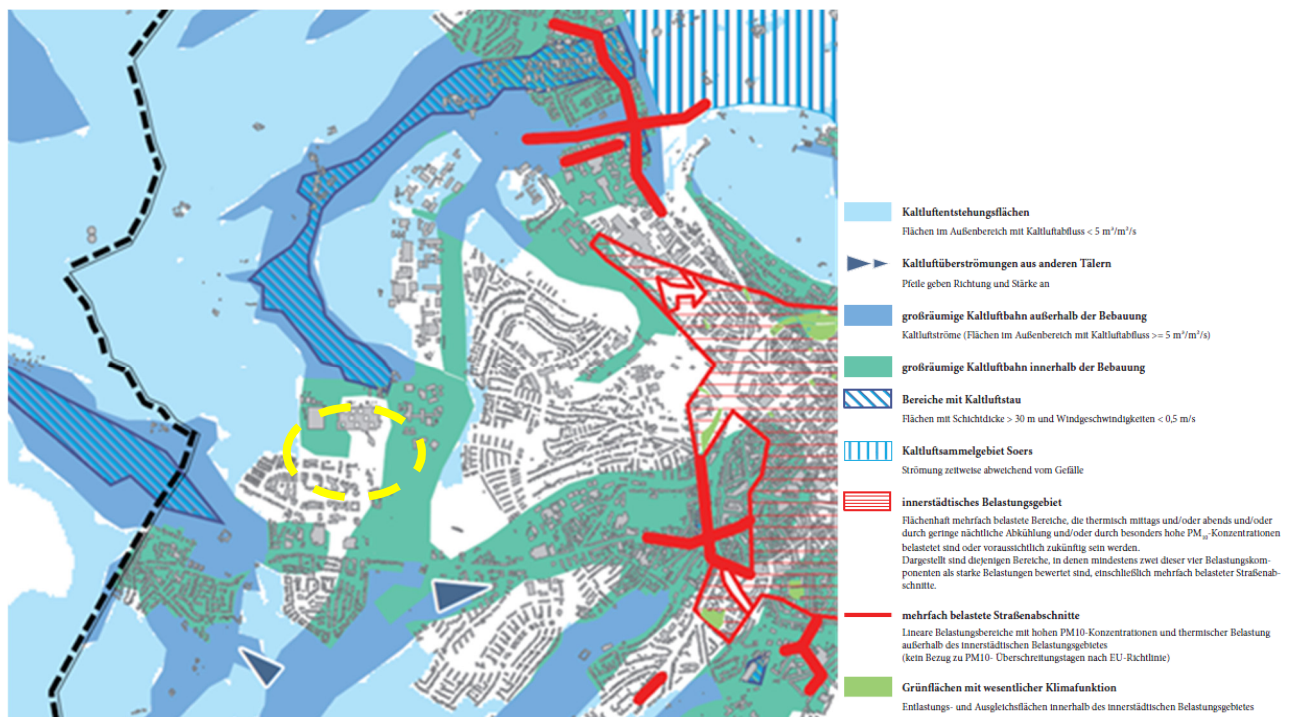 Kaltluftentstehungsflächen
Flächen im Außenbereich mit Kaltluftabfluss < 5 m³/m³/s
Kaltluftüberströmungen aus anderen Tälern
Pfeile geben Richtung und Stärke an
großräumige Kaltluftbahn außerhalb der Bebauung
Kaltluftströme (Flächen im Außenbereich mit Kaltluftabfluss >= 5 m³/m³/s)
großräumige Kaltluftbahn innerhalb der Bebauung
Bereiche mit Kaltluftstau
Flächen mit Schichtdicke > 30 m und Windgeschwindigkeiten < 0,5 m/s
Kaltluftsammelgebiet Soers
Strömung zeitweise abweichend vom Gefälle
innerstädtisches Belastungsgebiet
Flächenhaft mehrfach belastete Bereiche, die thermisch mittags und/oder abends und/oder
durch geringe nächtliche Abkühlung und/oder durch besonders hohe PM₁₀-Konzentrationen
belastet sind oder voraussichtlich zukünftig sein werden.
Dargestellt sind diejenigen Bereiche, in denen mindestens zwei dieser vier Belastungskom-
ponenten als starke Belastungen bewertet sind, einschließlich mehrfach belasteter Straßenab-
schnitte.
mehrfach belastete Straßenabschnitte
Lineare Belastungsbereiche mit hohen PM10-Konzentrationen und thermischer Belastung
außerhalb des innerstädtischen Belastungsgebietes
(kein Bezug zu PM10- Überschreitungstagen nach EU-Richtlinie)
Grünflächen mit wesentlicher Klimafunktion
Entlastungs- und Ausgleichsflächen innerhalb des innerstädtischen Belastungsgebietes